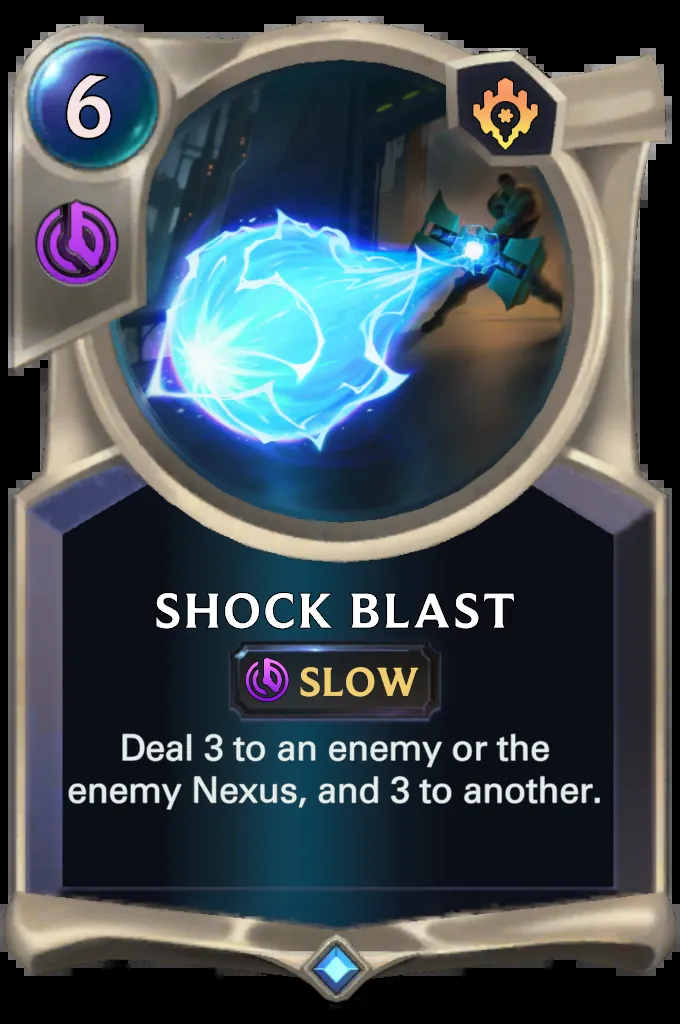 6
SHOCK BLAST
SLOW
Deal 3 to an enemy or the
enemy Nexus, and 3 to another.